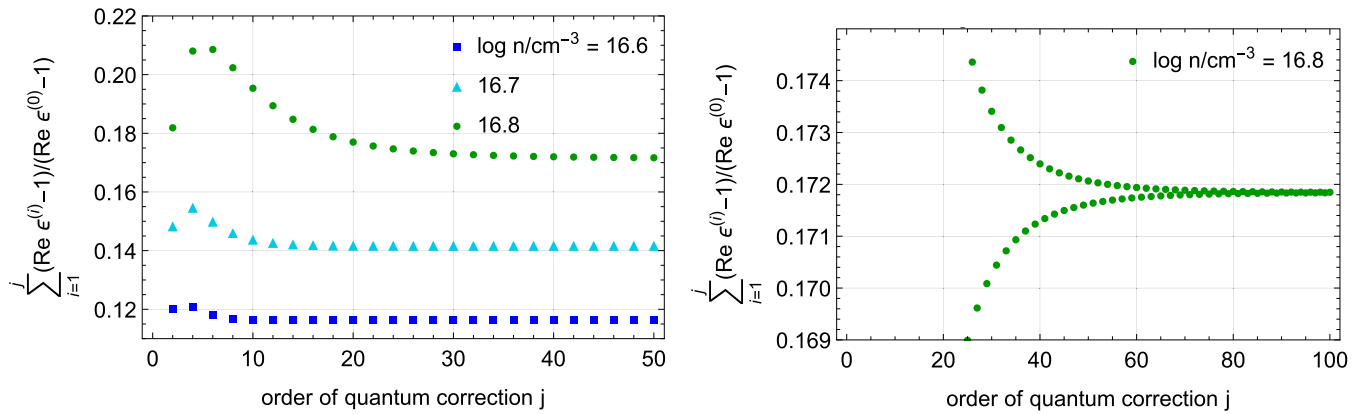 0.22
0.20
0.18
0.16
0.14
0.12
0 10 20 30 40 50
order of quantum correction j
j
∑(Re ϵ(i)−1)/(Re ϵ(0)−1)
i=1
log n/cm−3 = 16.6
16.7
16.8
0.174
0.173
0.172
0.171
0.170
0.169
0 20 40 60 80 100
order of quantum correction j
j
∑(Re ϵ(i)−1)/(Re ϵ(0)−1)
i=1
log n/cm−3 = 16.8